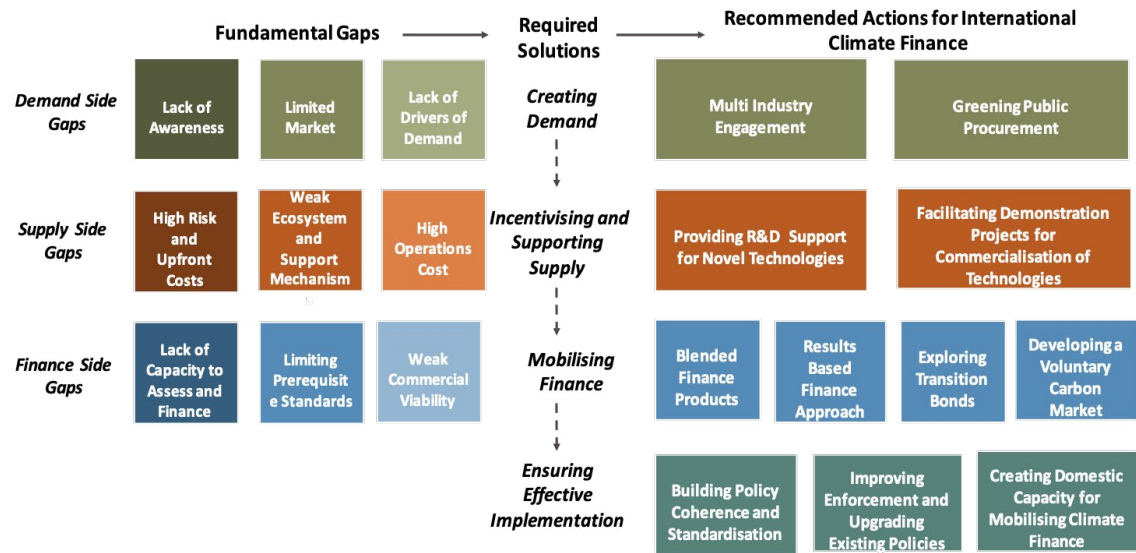 Fundamental Gaps
Required
Solutions
Recommended Actions for International
Climate Finance
Demand Side
Gaps
Lack of
Awareness
Limited
Market
Lack of
Drivers of
Demand
Creating
Demand
Multi Industry
Engagement
Greening Public
Procurement
Supply Side
Gaps
High Risk
and
Upfront
Costs
Weak
Ecosystem
and
Support
Mechanism
s
High
Operations
Cost
Incentivising and
Supporting
Supply
Providing R&D Support
for Novel Technologies
Facilitating Demonstration
Projects for
Commercialisation of
Technologies
Finance Side
Gaps
Lack of
Capacity to
Assess and
Finance
Limiting
Prerequisit
e Standards
Weak
Commercial
Viability
Mobilising
Finance
Blended
Finance
Products
Results
Based
Finance
Approach
Exploring
Transition
Bonds
Developing a
Voluntary
Carbon
Market
Ensuring
Effective
Implementation
Building Policy
Coherence and
Standardisation
Improving
Enforcement and
Upgrading
Existing Policies
Creating Domestic
Capacity for
Mobilising Climate
Finance